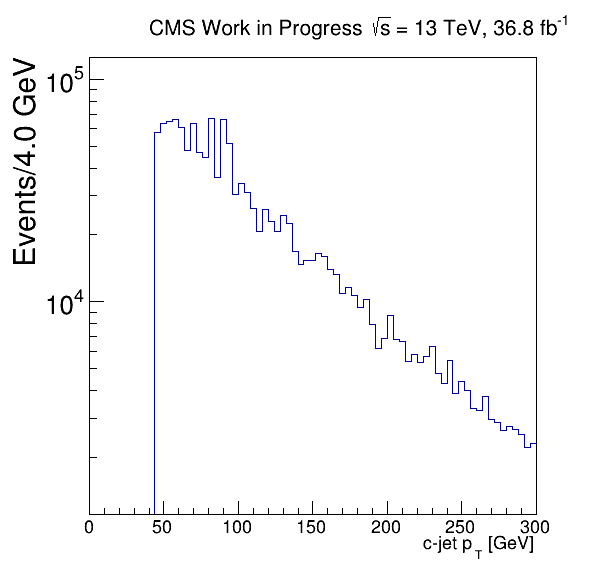 CMS Work in Progress √s = 13 TeV, 36.8 fb⁻¹
Events/4.0 GeV
10⁵
10⁴
0 50 100 150 200 250 300
c-jet p_T [GeV]